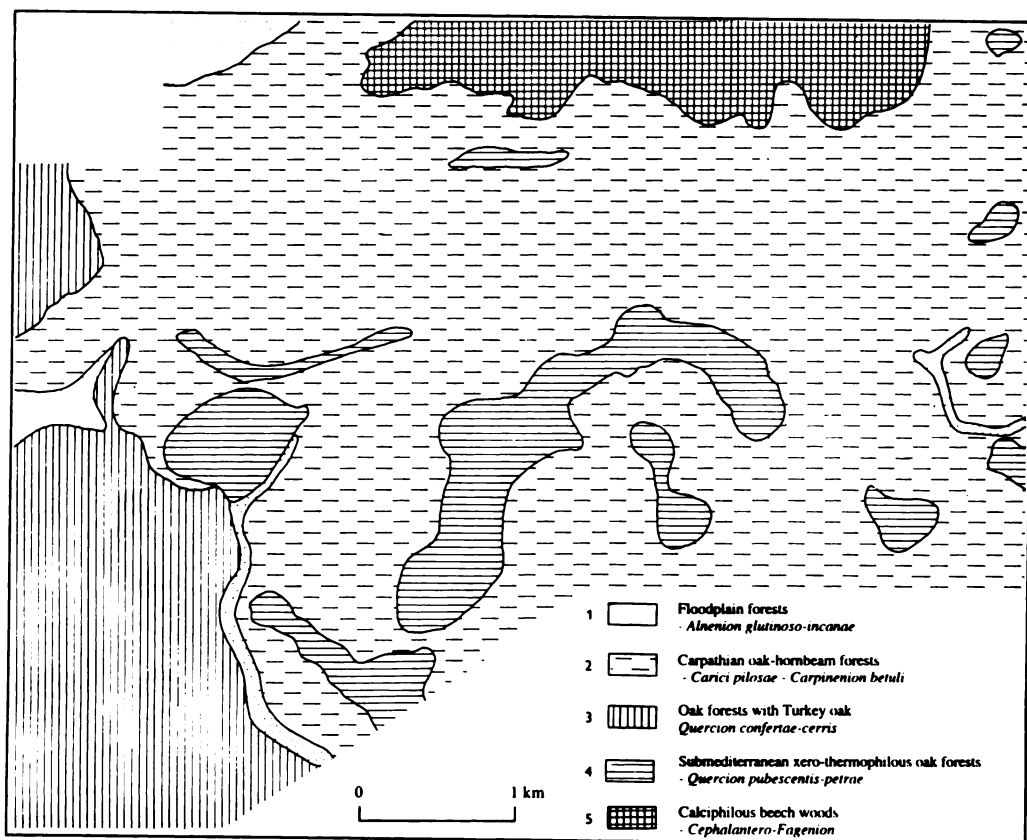 1 Floodplain forests
- Alnenion glutinoso-incanae
2 Carpathian oak-hornbeam forests
- Carici pilosae - Carpinenion betuli
3 Oak forests with Turkey oak
Quercion confertae-cerris
4 Submediterranean xero-thermophilous oak forests
- Quercion pubescentis-petrae
0 1 km
5 Calciphilous beech woods
- Cephalantero-Fagenion